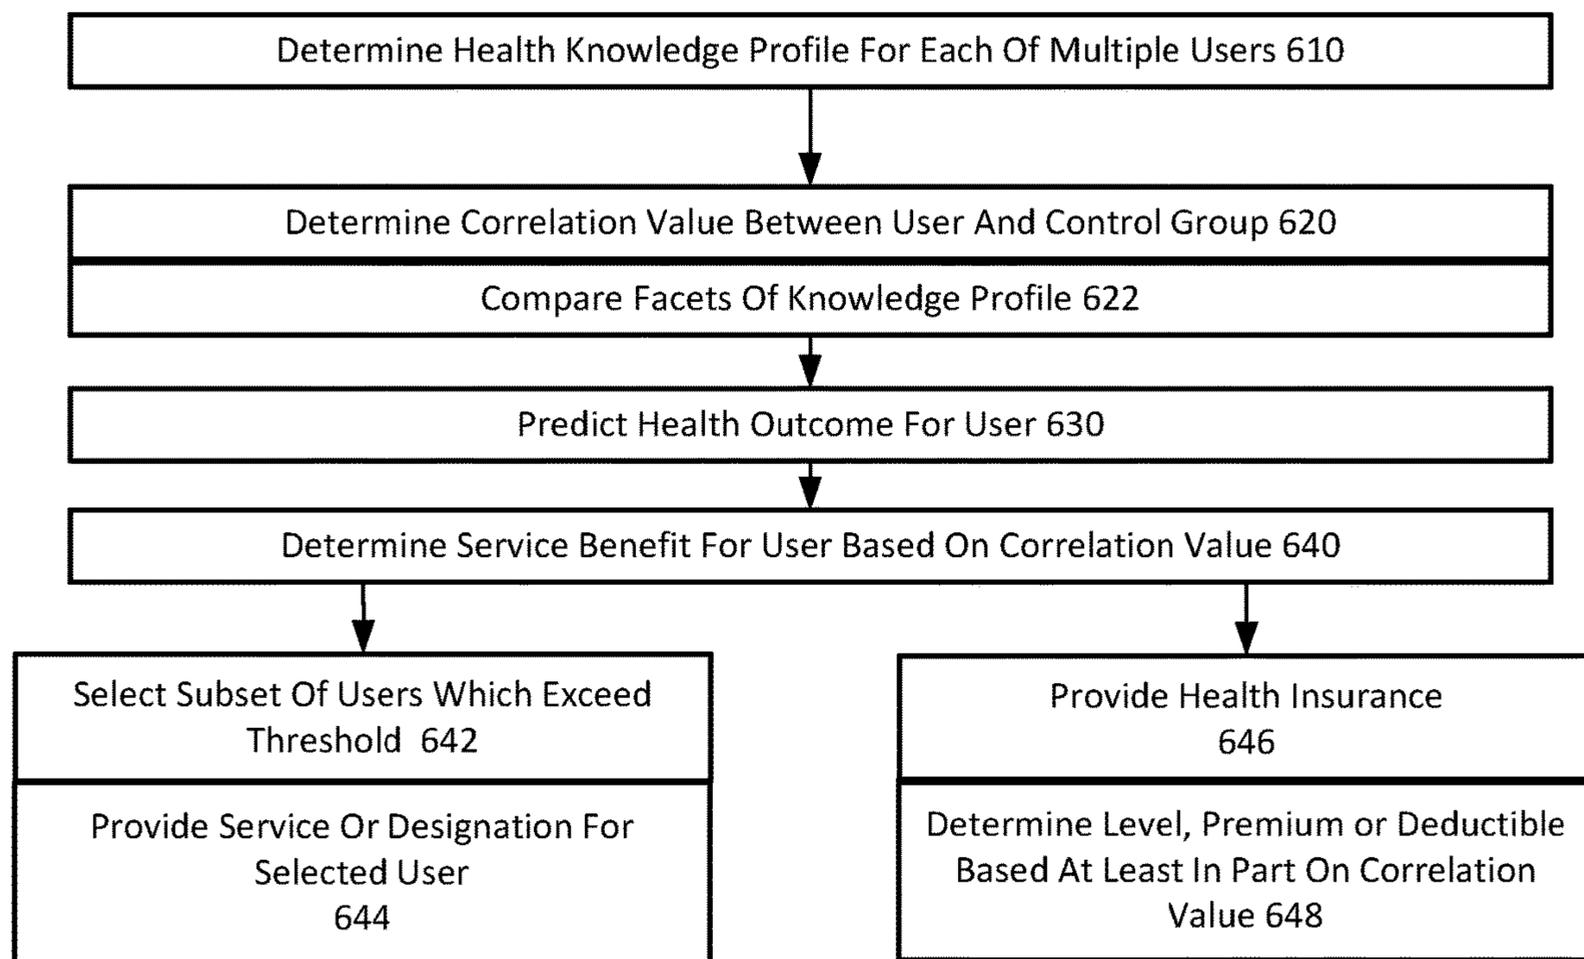 Determine Health Knowledge Profile For Each Of Multiple Users 610
Determine Correlation Value Between User And Control Group 620
Compare Facets Of Knowledge Profile 622
Predict Health Outcome For User 630
Determine Service Benefit For User Based On Correlation Value 640
Select Subset Of Users Which Exceed
Threshold 642
Provide Service Or Designation For
Selected User
644
Provide Health Insurance
646
Determine Level, Premium or Deductible
Based At Least In Part On Correlation
Value 648